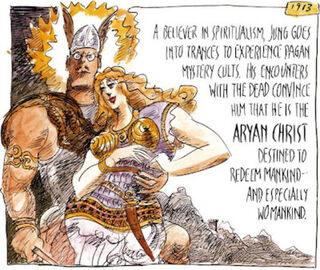 1913
A BELIEVER IN SPIRITUALISM, JUNG GOES
INTO TRANCES TO EXPERIENCE PAGAN
MYSTERY CULTS. HIS ENCOUNTERS
WITH THE DEAD CONVINCE
HIM THAT HE IS THE
ARYAN CHRIST
DESTINED TO
REDEEM MANKIND--
AND ESPECIALLY
WOMANKIND.